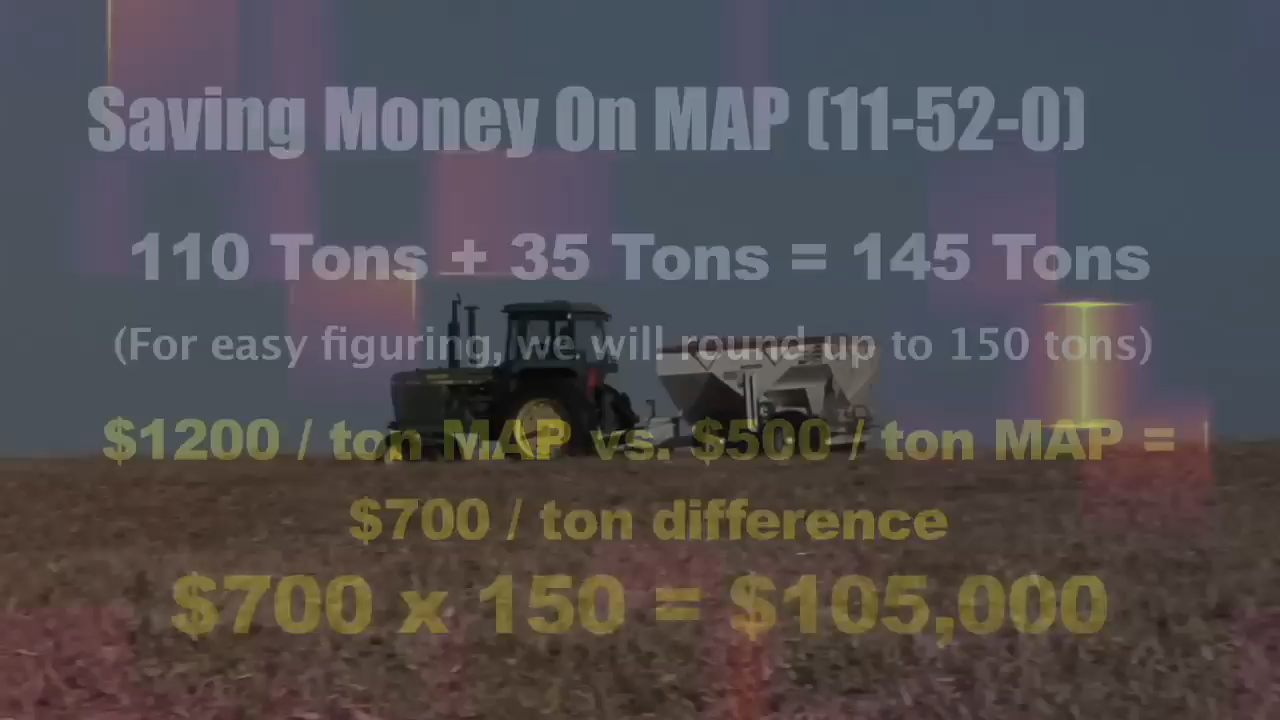 Saving Money On MAP (11-52-0)
110 Tons + 35 Tons = 145 Tons
(For easy figuring, we will round up to 150 tons)
$1200 / ton MAP vs. $500 / ton MAP =
$700 / ton difference
$700 x 150 = $105,000